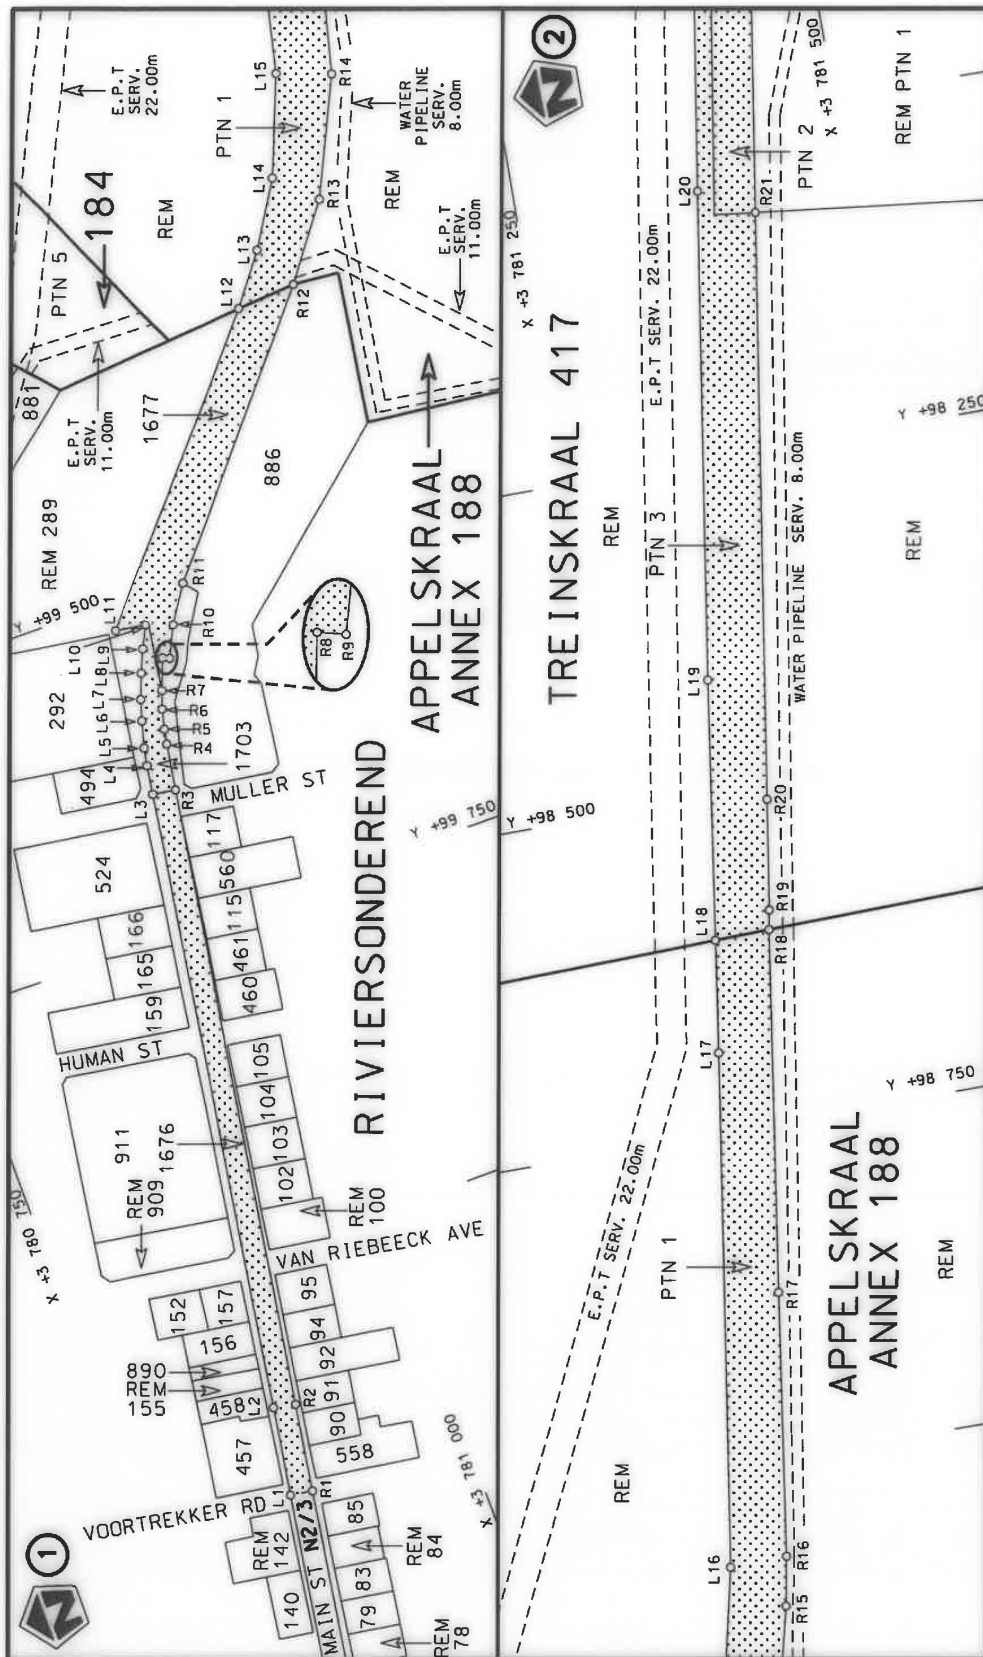 1
N
VOORTREKKER RD
MAIN ST N2/3
REM
142
140
REM
78
79
83
REM
84
85
L1
R1
457
458
L2
R2
890
REM
155
156
152
157
558
90
91
92
94
95
VAN RIEBEECK AVE
REM
909
911
1676
REM
100
102
103
104
105
HUMAN ST
159
165
166
524
460
461
115
560
117
MULLER ST
494
292
L3
L4
L5
L6
L7
L8
L9
L10
L11
R3
R4
R5
R6
R7
R8
R9
R10
R11
1703
X +3 780 750
X +3 781 000
Y +99 750
Y +99 500
RIVIERSONDEREND
REM 289
881
E.P.T
SERV.
11.00m
1677
886
PTN 5
184
APPELSKRAAL
ANNEX 188
L12
L13
L14
L15
R12
R13
R14
REM
PTN 1
E.P.T
SERV.
22.00m
WATER
PIPELINE
SERV.
8.00m
REM
E.P.T
SERV.
11.00m
2
N
REM
L16
R15
R16
R17
PTN 1
E.P.T SERV. 22.00m
L17
L18
R18
R19
R20
APPELSKRAAL
ANNEX 188
REM
Y +98 750
Y +98 500
TREINSKRAAL 417
REM
L19
PTN 3
E.P.T SERV. 22.00m
WATER PIPELINE SERV. 8.00m
REM
Y +98 250
X +3 781 250
L20
R21
PTN 2
X +3 781 500
REM PTN 1